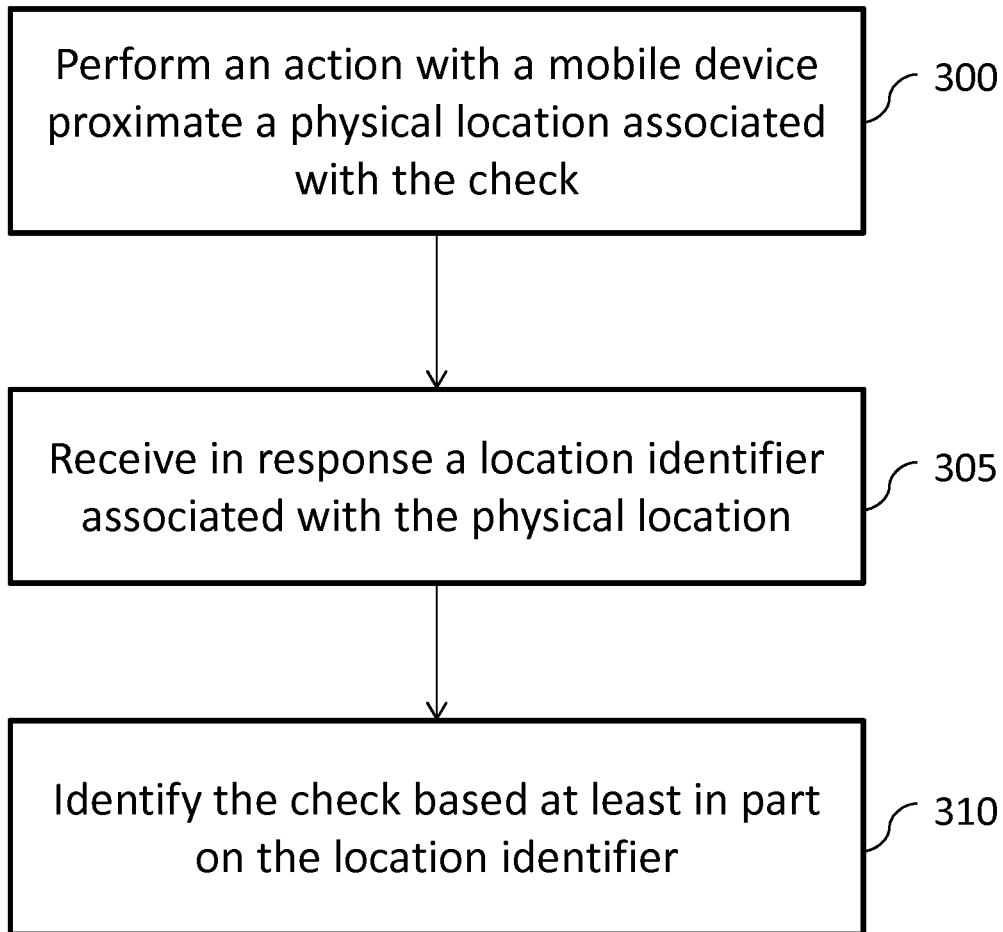 Perform an action with a mobile device
proximate a physical location associated
with the check
300
Receive in response a location identifier
associated with the physical location
305
Identify the check based at least in part
on the location identifier
310